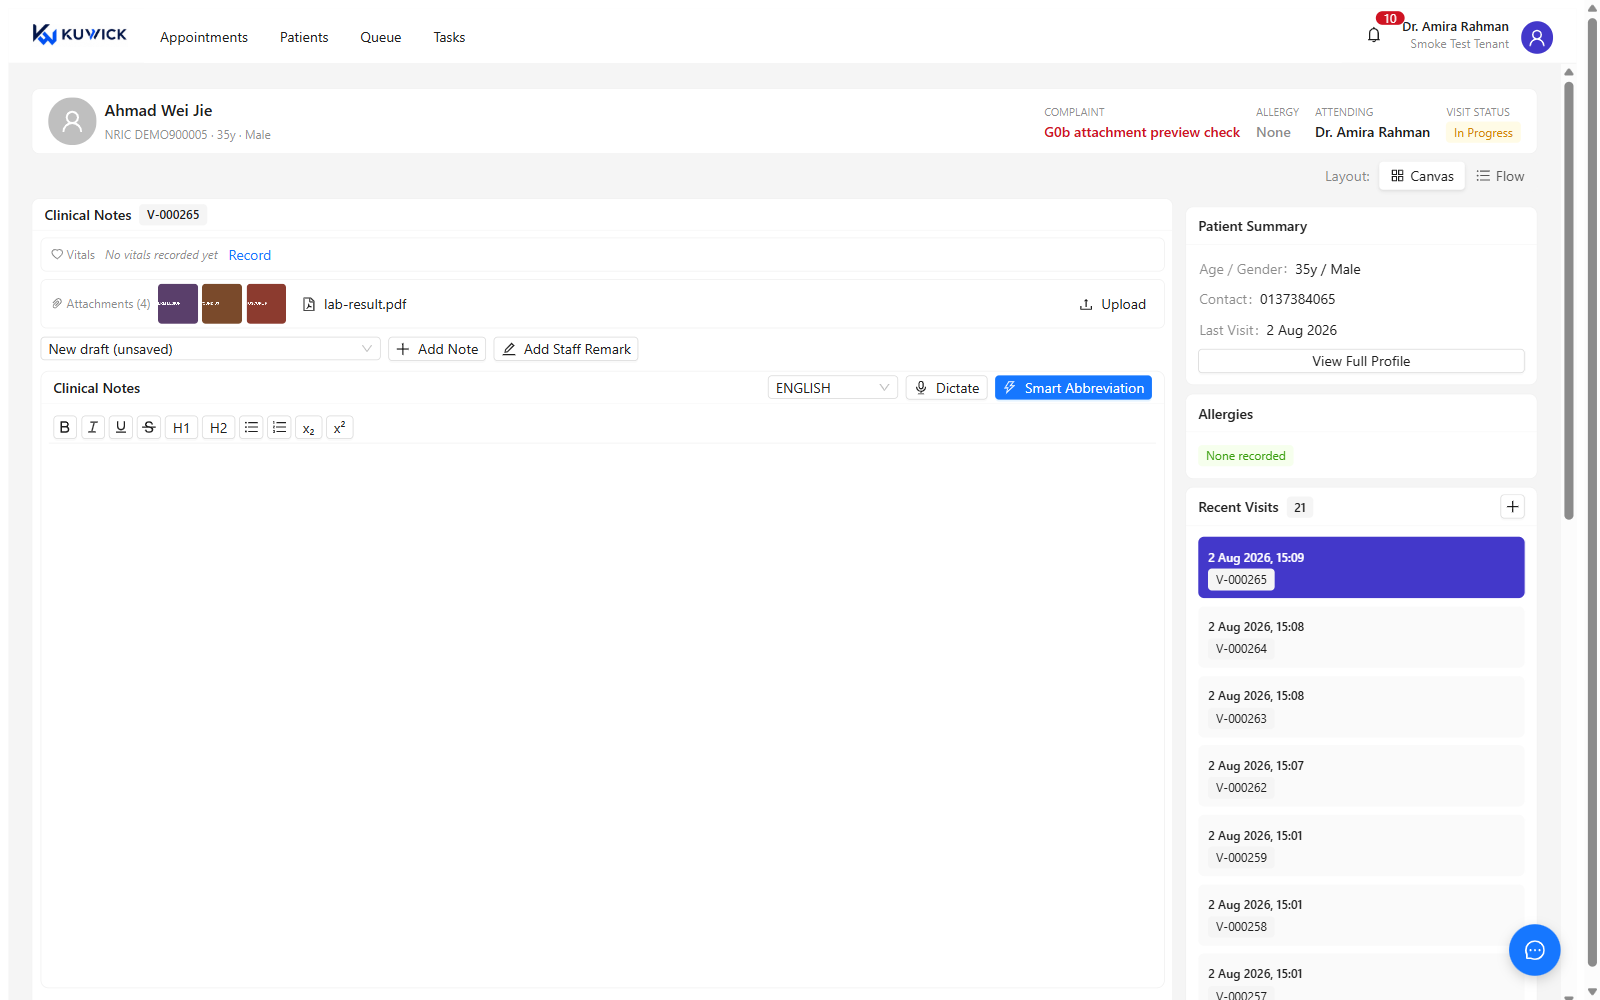 KUWICK
Appointments
Patients
Queue
Tasks
10
Dr. Amira Rahman
Smoke Test Tenant
Ahmad Wei Jie
NRIC DEMO900005 · 35y · Male
COMPLAINT
G0b attachment preview check
ALLERGY
None
ATTENDING
Dr. Amira Rahman
VISIT STATUS
In Progress
Layout:
Canvas
Flow
Clinical Notes V-000265
Vitals No vitals recorded yet Record
Attachments (4)
lab-result.pdf
Upload
New draft (unsaved)
Add Note
Add Staff Remark
Clinical Notes
ENGLISH
Dictate
Smart Abbreviation
B I U S H1 H2 x₂ x²
Patient Summary
Age / Gender: 35y / Male
Contact: 0137384065
Last Visit: 2 Aug 2026
View Full Profile
Allergies
None recorded
Recent Visits 21
2 Aug 2026, 15:09
V-000265
2 Aug 2026, 15:08
V-000264
2 Aug 2026, 15:08
V-000263
2 Aug 2026, 15:07
V-000262
2 Aug 2026, 15:01
V-000259
2 Aug 2026, 15:01
V-000258
2 Aug 2026, 15:01
V-000257